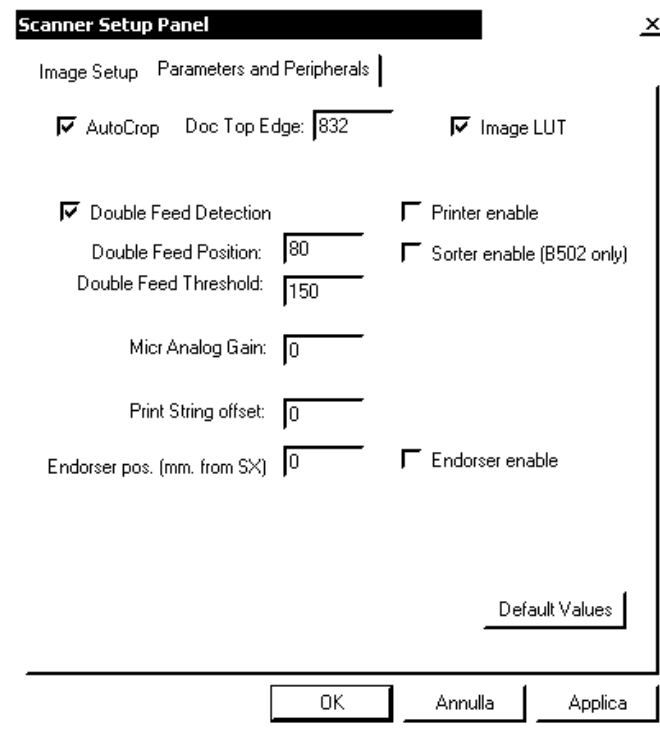 Scanner Setup Panel
Image Setup Parameters and Peripherals
AutoCrop Doc Top Edge: 832 Image LUT
Double Feed Detection Printer enable
Double Feed Position: 80 Sorter enable (B502 only)
Double Feed Threshold: 150
Micr Analog Gain: 0
Print String offset: 0
Endorser pos. (mm. from SX) 0 Endorser enable
Default Values
OK Annulla Applica